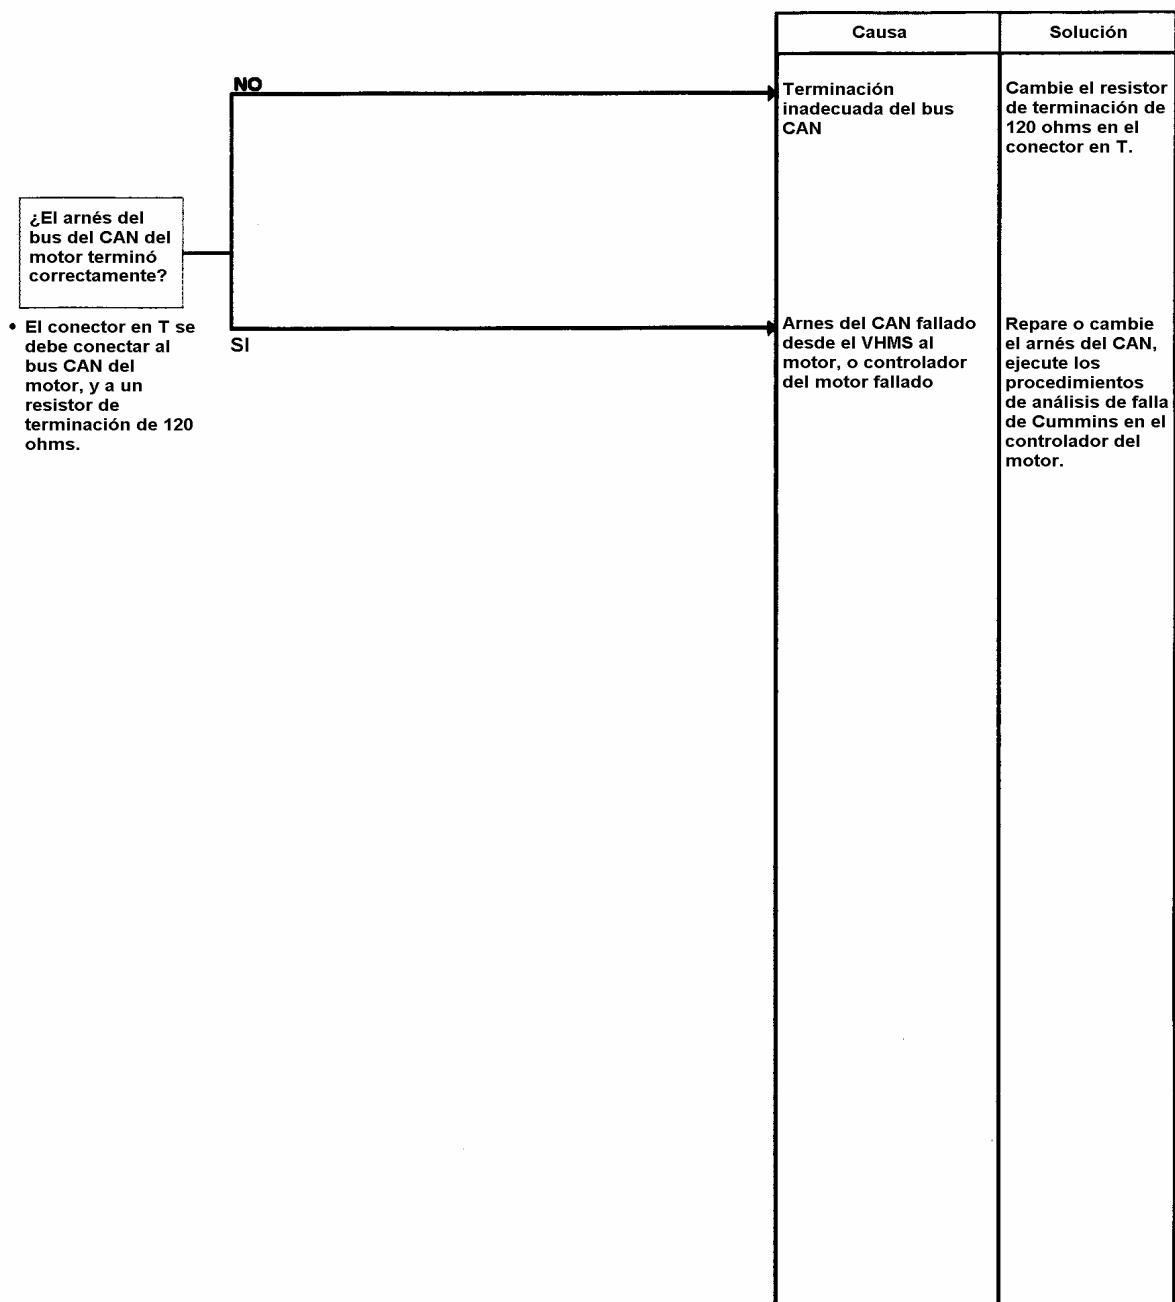 Causa
Solución
NO
Terminación
inadecuada del bus
CAN
Cambie el resistor
de terminación de
120 ohms en el
conector en T.
¿El arnés del
bus del CAN del
motor terminó
correctamente?
• El conector en T se
debe conectar al
bus CAN del
motor, y a un
resistor de
terminación de 120
ohms.
SI
Arnes del CAN fallado
desde el VHMS al
motor, o controlador
del motor fallado
Repare o cambie
el arnés del CAN,
ejecute los
procedimientos
de análisis de falla
de Cummins en el
controlador del
motor.